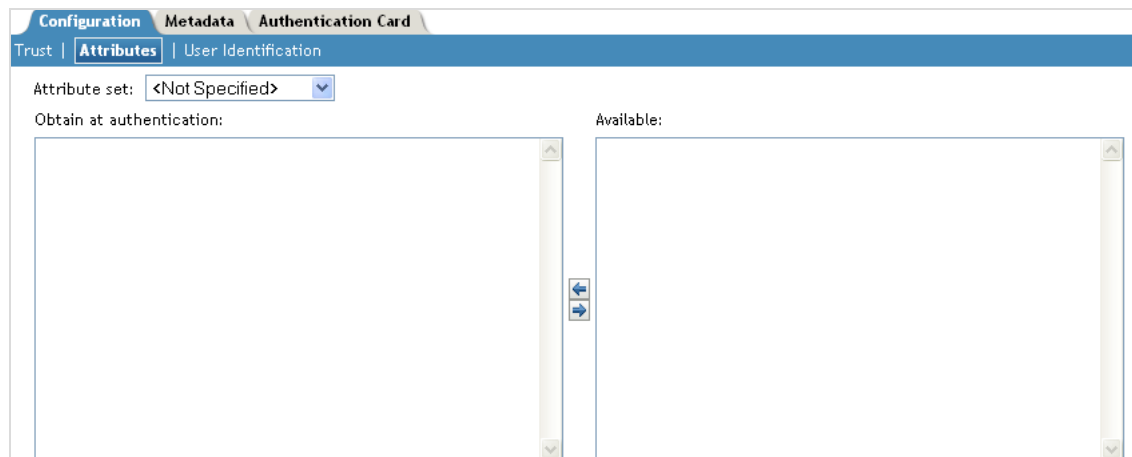 Configuration Metadata Authentication Card
Trust | Attributes | User Identification
Attribute set: <Not Specified>
Obtain at authentication: Available: